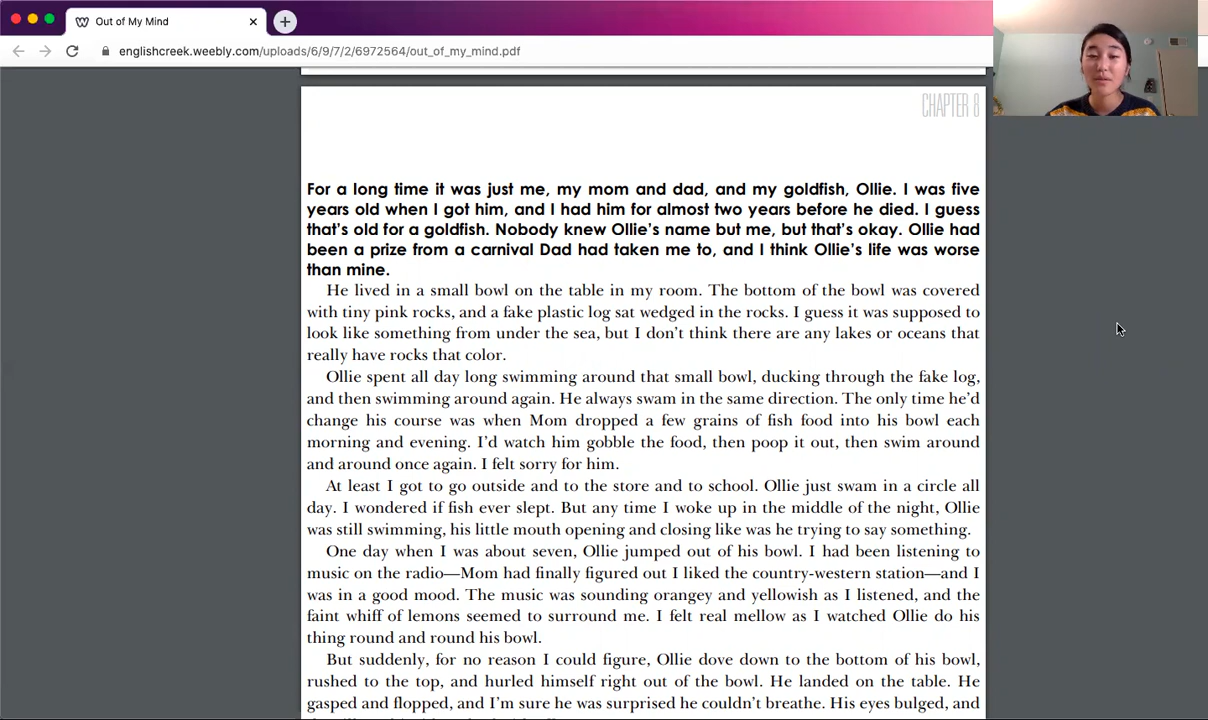 Out of My Mind
englishcreek.weebly.com/uploads/6/9/7/2/6972564/out_of_my_mind.pdf
CHAPTER 8
For a long time it was just me, my mom and dad, and my goldfish, Ollie. I was five
years old when I got him, and I had him for almost two years before he died. I guess
that's old for a goldfish. Nobody knew Ollie's name but me, but that's okay. Ollie had
been a prize from a carnival Dad had taken me to, and I think Ollie's life was worse
than mine.
He lived in a small bowl on the table in my room. The bottom of the bowl was covered
with tiny pink rocks, and a fake plastic log sat wedged in the rocks. I guess it was supposed to
look like something from under the sea, but I don't think there are any lakes or oceans that
really have rocks that color.
Ollie spent all day long swimming around that small bowl, ducking through the fake log,
and then swimming around again. He always swam in the same direction. The only time he'd
change his course was when Mom dropped a few grains of fish food into his bowl each
morning and evening. I'd watch him gobble the food, then poop it out, then swim around
and around once again. I felt sorry for him.
At least I got to go outside and to the store and to school. Ollie just swam in a circle all
day. I wondered if fish ever slept. But any time I woke up in the middle of the night, Ollie
was still swimming, his little mouth opening and closing like was he trying to say something.
One day when I was about seven, Ollie jumped out of his bowl. I had been listening to
music on the radio—Mom had finally figured out I liked the country-western station—and I
was in a good mood. The music was sounding orangey and yellowish as I listened, and the
faint whiff of lemons seemed to surround me. I felt real mellow as I watched Ollie do his
thing round and round his bowl.
But suddenly, for no reason I could figure, Ollie dove down to the bottom of his bowl,
rushed to the top, and hurled himself right out of the bowl. He landed on the table. He
gasped and flopped, and I'm sure he was surprised he couldn't breathe. His eyes bulged, and